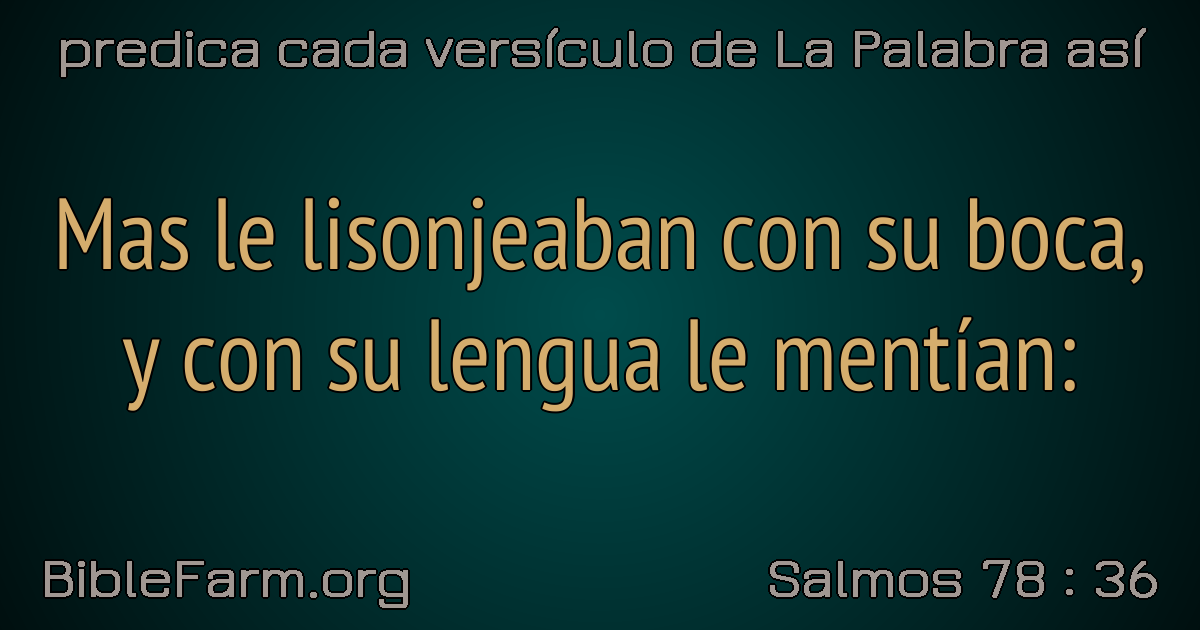 predica cada versículo de La Palabra así
Mas le lisonjeaban con su boca,
y con su lengua le mentían:
BibleFarm.org
Salmos 78 : 36